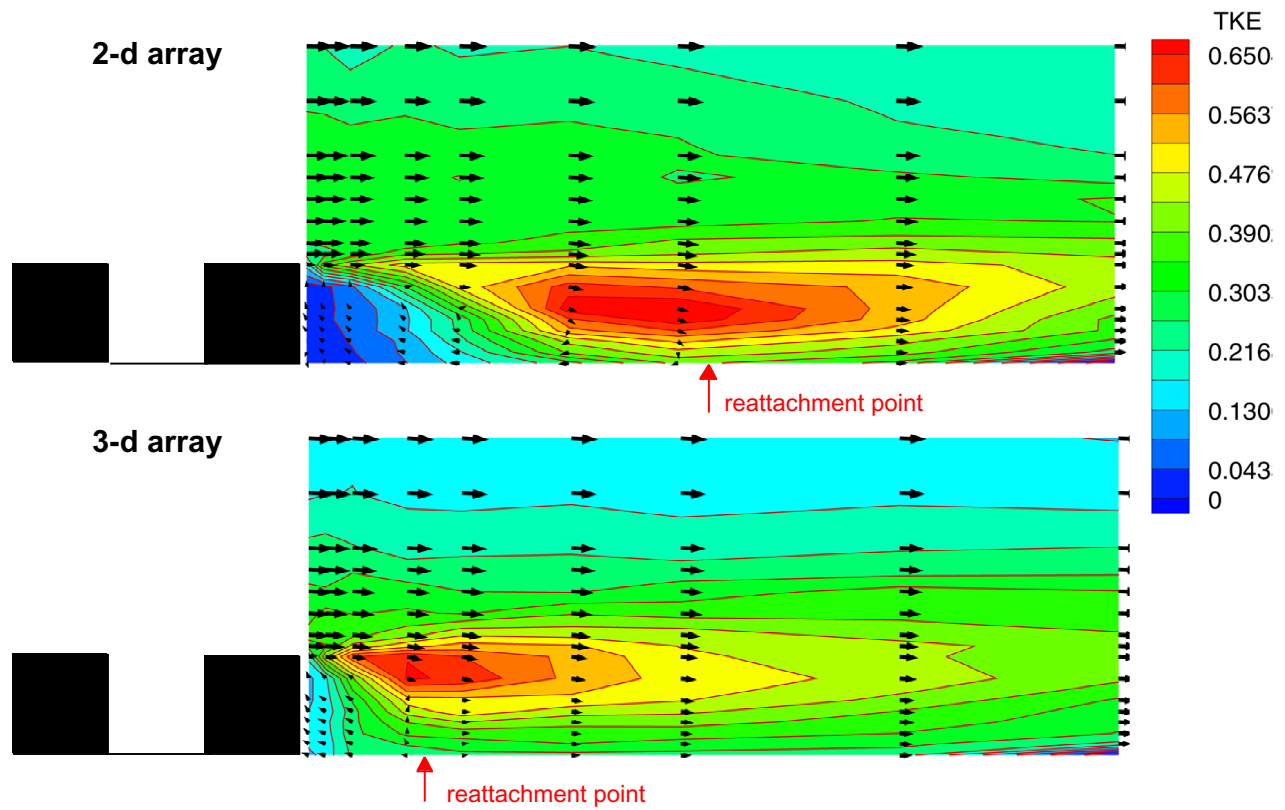 TKE
2-d array
0.650
0.563
0.476
0.390
0.303
0.216
reattachment point
0.130
3-d array
0.043
0
reattachment point